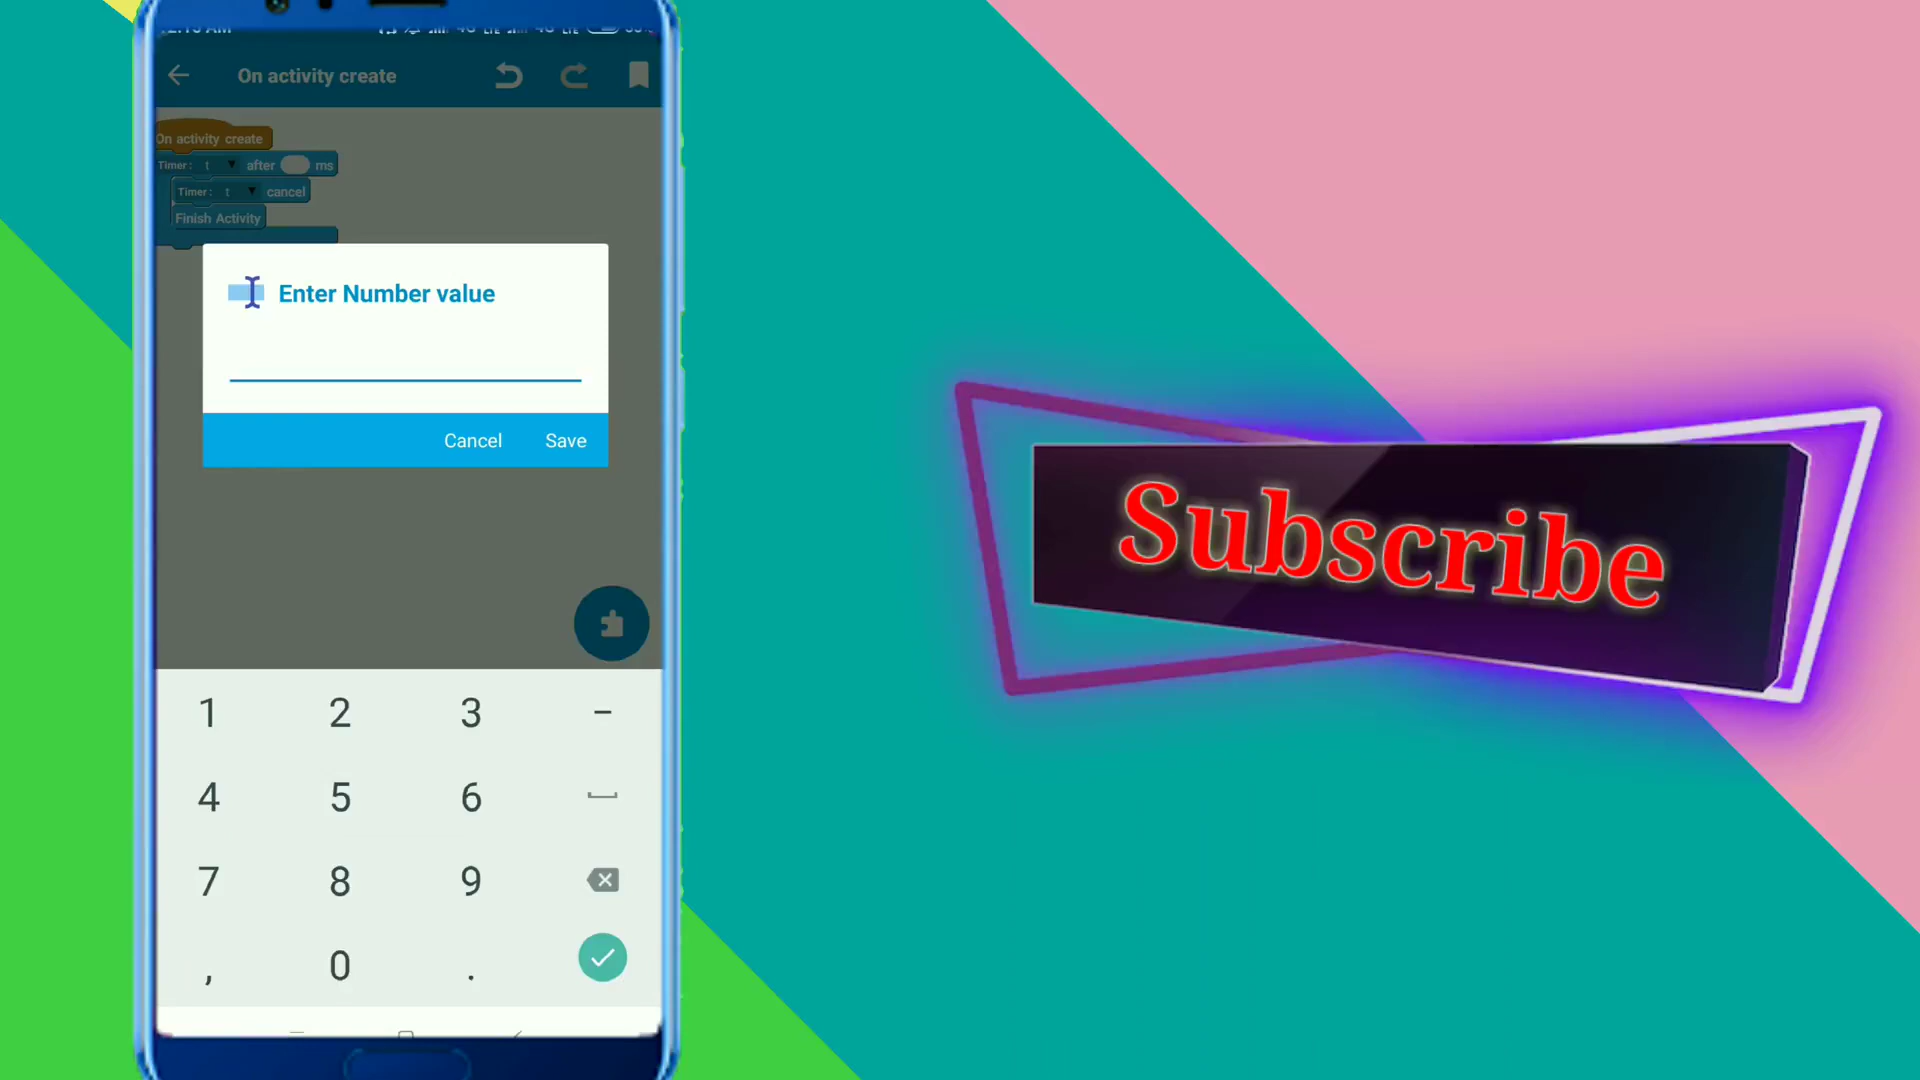 On activity create
On activity create
Timer: t after ms
Timer: t cancel
Finish Activity
Enter Number value
Cancel Save
1 2 3 -
4 5 6
7 8 9
, 0 .
Subscribe